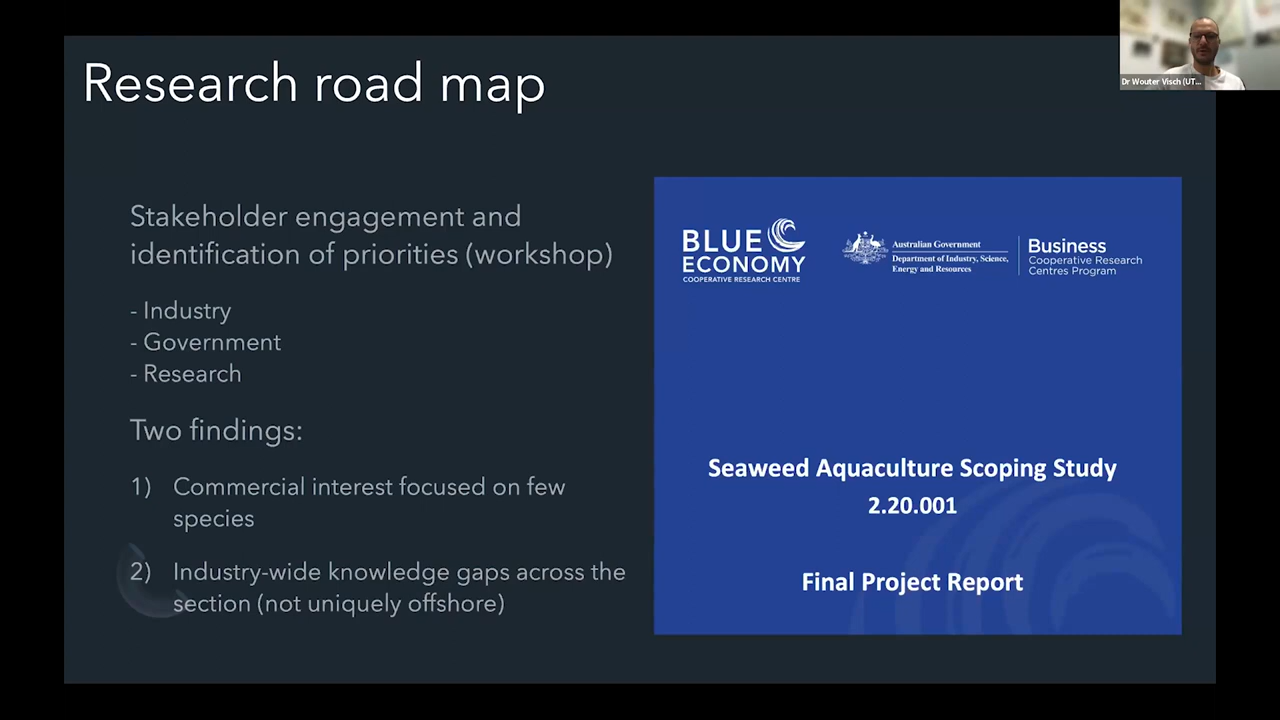 Research road map
Dr Wouter Visch (UT...
Stakeholder engagement and
identification of priorities (workshop)
- Industry
- Government
- Research
Two findings:
1) Commercial interest focused on few
species
2) Industry-wide knowledge gaps across the
section (not uniquely offshore)
BLUE
ECONOMY
COOPERATIVE RESEARCH CENTRE
Australian Government
Department of Industry, Science,
Energy and Resources
Business
Cooperative Research
Centres Program
Seaweed Aquaculture Scoping Study
2.20.001
Final Project Report